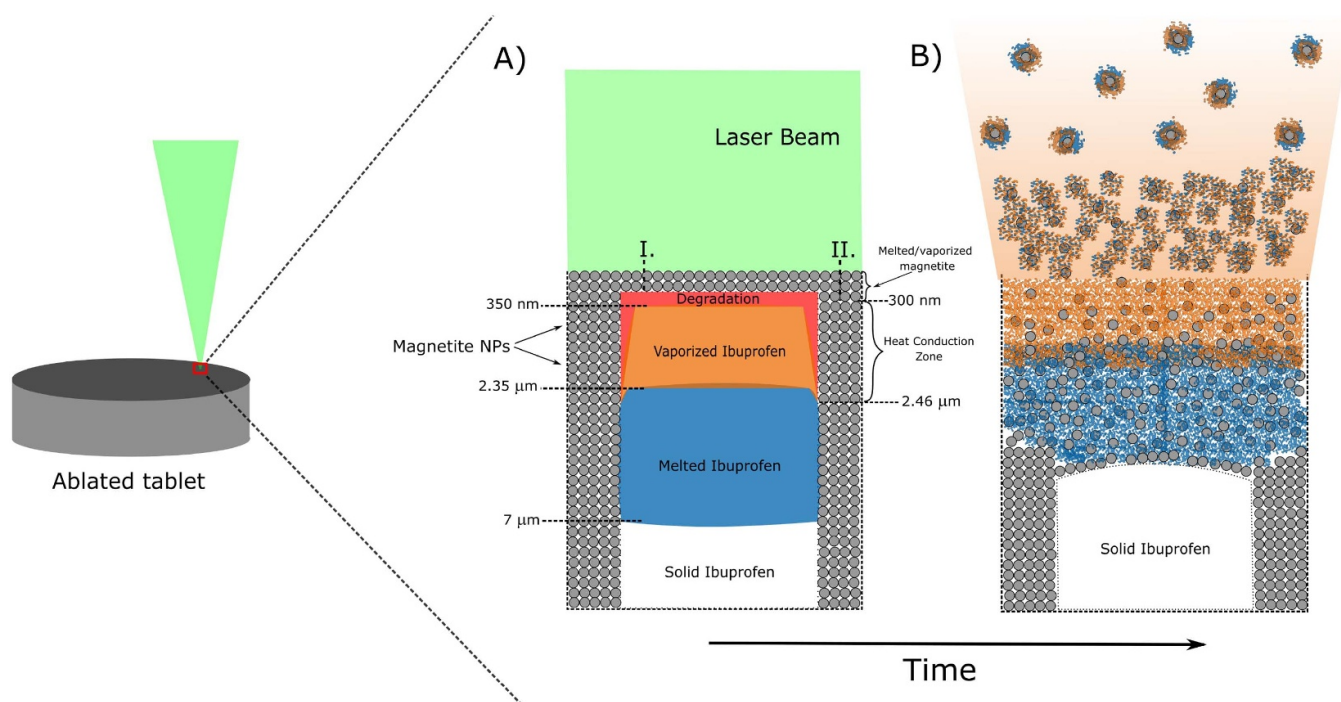 A)
B)
Laser Beam
I.
II.
Melted/vaporized
magnetite
350 nm
Degradation
300 nm
Magnetite NPs
Vaporized Ibuprofen
Heat Conduction
Zone
2.35 μm
2.46 μm
Ablated tablet
Melted Ibuprofen
7 μm
Solid Ibuprofen
Solid Ibuprofen
Time